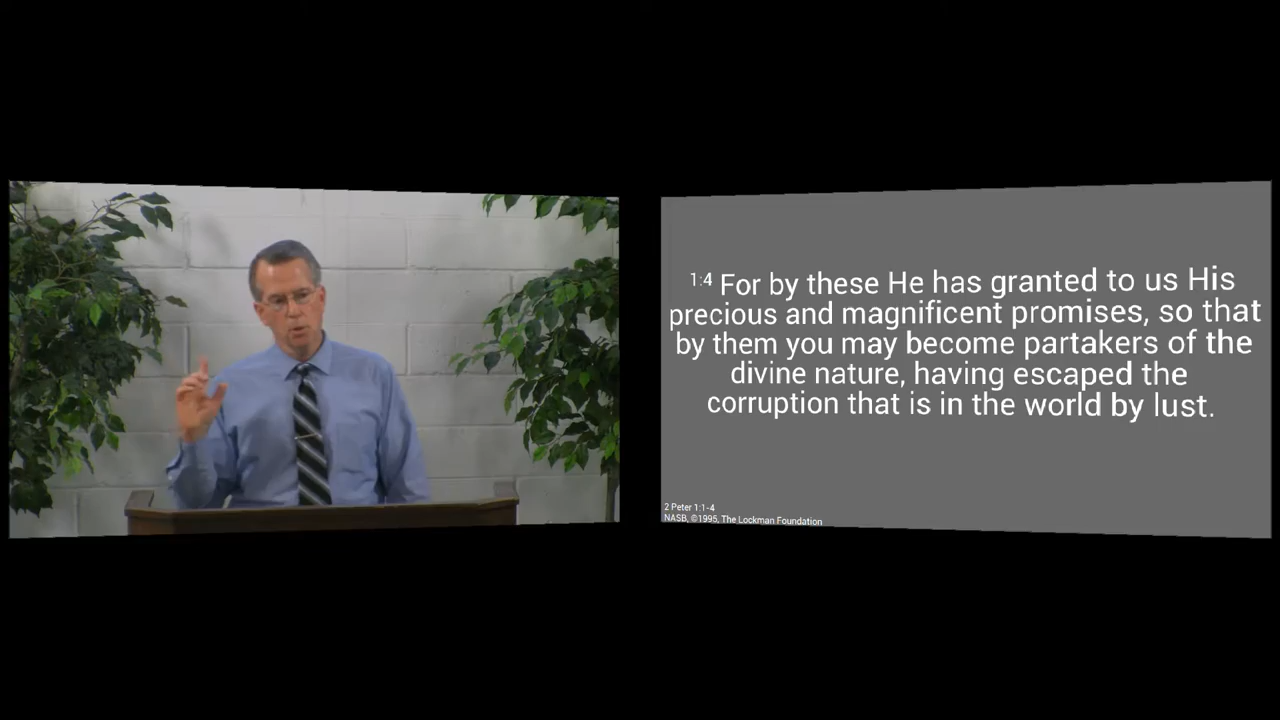 1:4 For by these He has granted to us His
precious and magnificent promises, so that
by them you may become partakers of the
divine nature, having escaped the
corruption that is in the world by lust.
2 Peter 1:1-4
NASB, ©1995, The Lockman Foundation